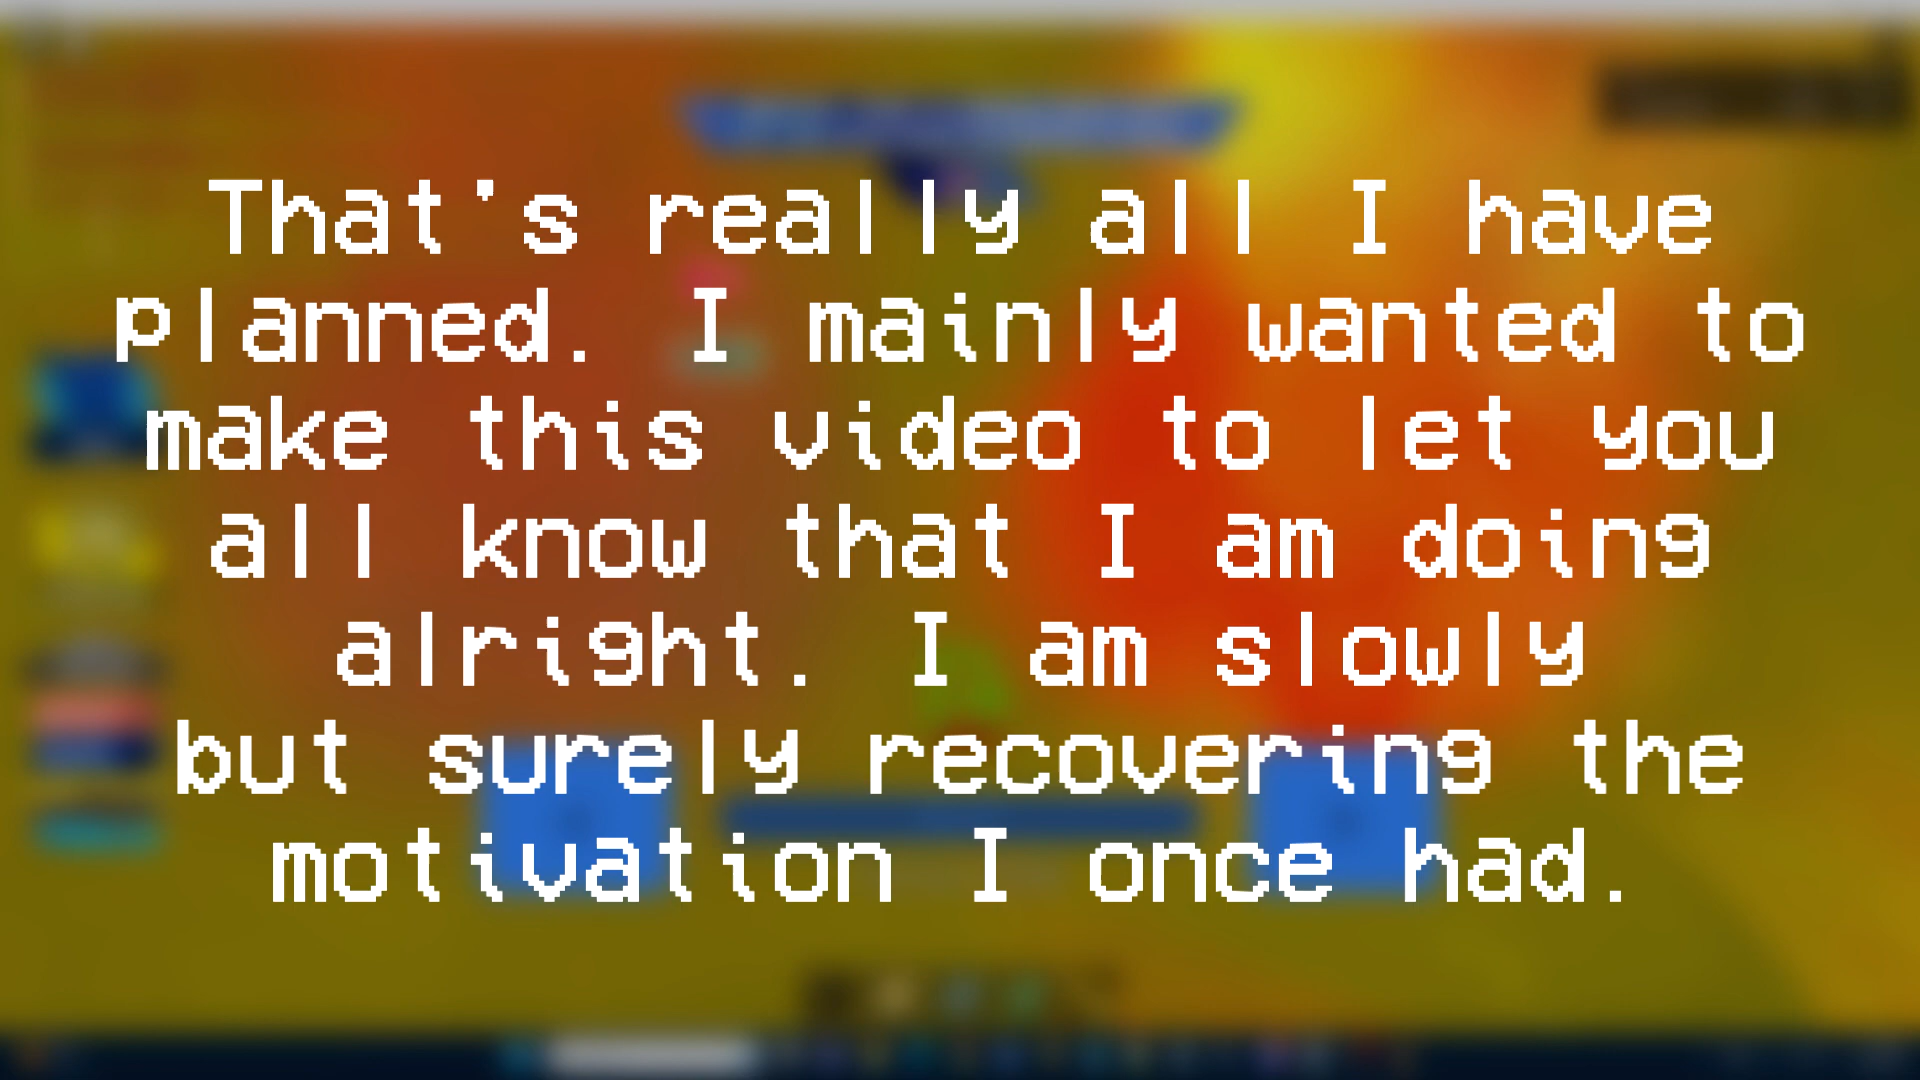 That's really all I have
planned. I mainly wanted to
make this video to let you
all know that I am doing
alright. I am slowly
but surely recovering the
motivation I once had.